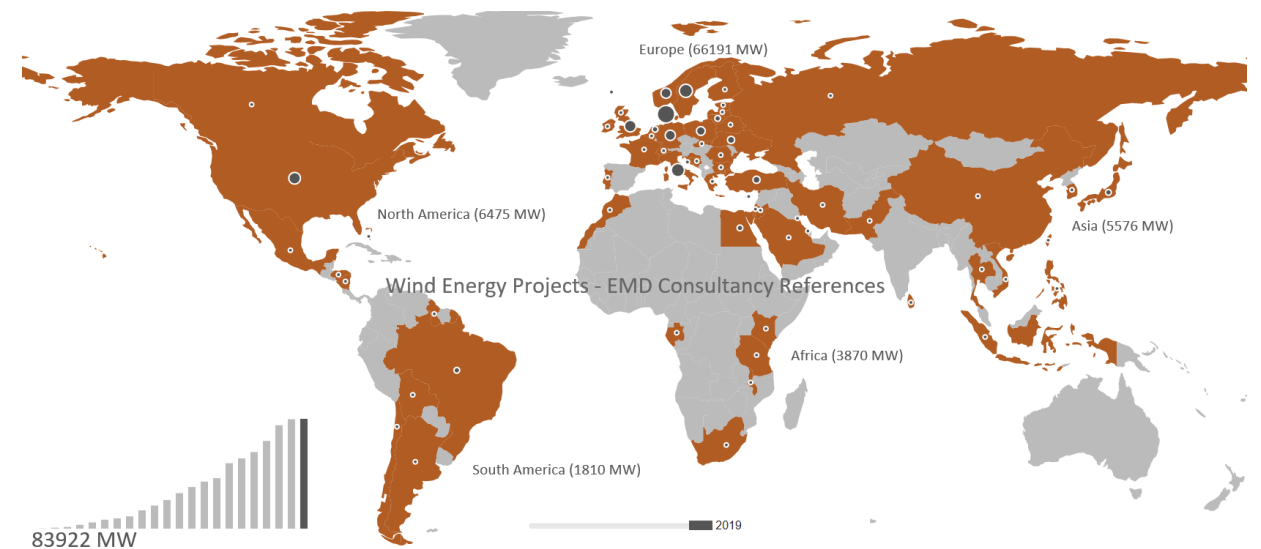 Europe (66191 MW)
North America (6475 MW)
Asia (5576 MW)
Wind Energy Projects - EMD Consultancy References
Africa (3870 MW)
South America (1810 MW)
2019
83922 MW